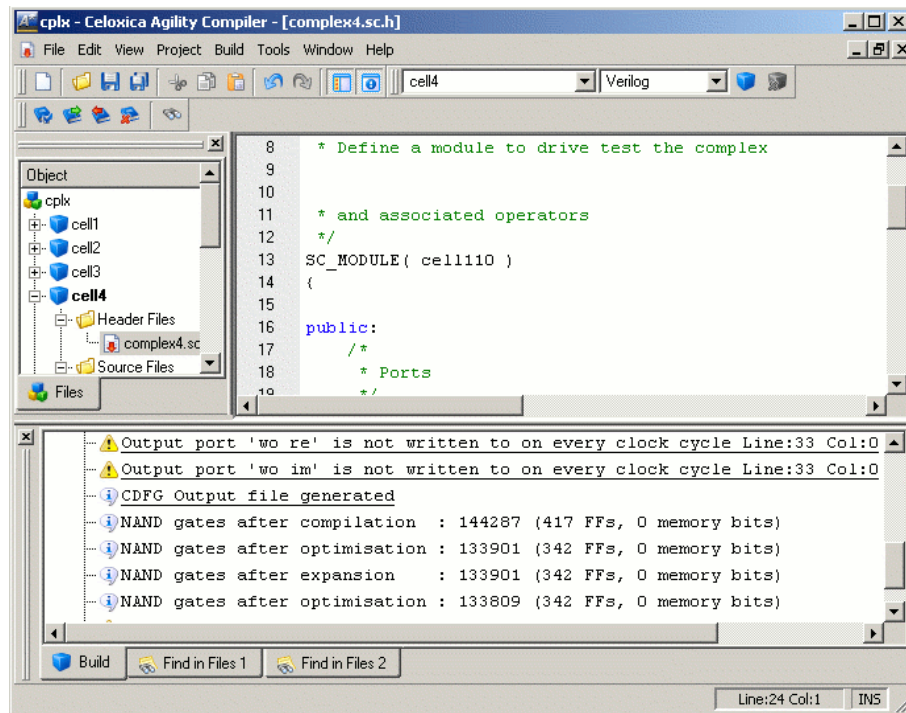 cplx - Celoxica Agility Compiler - [complex4.sc.h]
File Edit View Project Build Tools Window Help
cell4 Verilog
Object
cplx
cell1
cell2
cell3
cell4
Header Files
complex4.sc
Source Files
Files
8 * Define a module to drive test the complex
9
10
11 * and associated operators
12 */
13 SC_MODULE( cell110 )
14 {
15
16 public:
17 /*
18 * Ports
19 */
Output port 'wo re' is not written to on every clock cycle Line:33 Col:0
Output port 'wo im' is not written to on every clock cycle Line:33 Col:0
CDFG Output file generated
NAND gates after compilation : 144287 (417 FFs, 0 memory bits)
NAND gates after optimisation : 133901 (342 FFs, 0 memory bits)
NAND gates after expansion : 133901 (342 FFs, 0 memory bits)
NAND gates after optimisation : 133809 (342 FFs, 0 memory bits)
Build Find in Files 1 Find in Files 2
Line:24 Col:1 INS